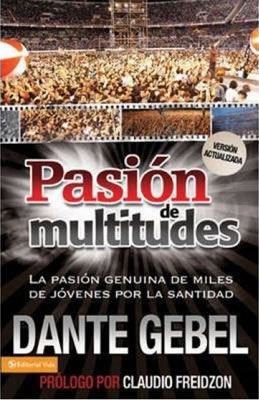 VERSIÓN
ACTUALIZADA
Pasión
de
multitudes
LA PASIÓN GENUINA DE MILES
DE JÓVENES POR LA SANTIDAD
DANTE GEBEL
Editorial Vida
PRÓLOGO POR CLAUDIO FREIDZON